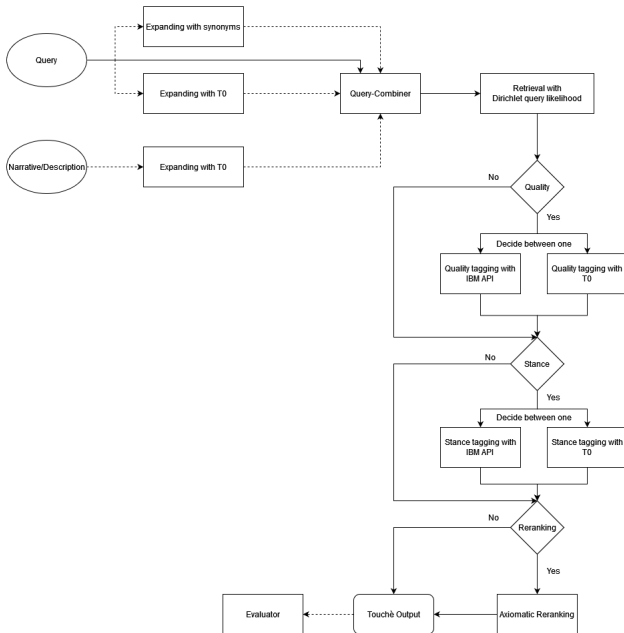 Expanding with synonyms
Query
Expanding with T0
Query-Combiner
Retrieval with
Dirichlet query likelihood
Narrative/Description
Expanding with T0
No
Quality
Yes
Decide between one
Quality tagging with
IBM API
Quality tagging with
T0
No
Stance
Yes
Decide between one
Stance tagging with
IBM API
Stance tagging with
T0
No
Reranking
Yes
Evaluator
Touchè Output
Axiomatic Reranking